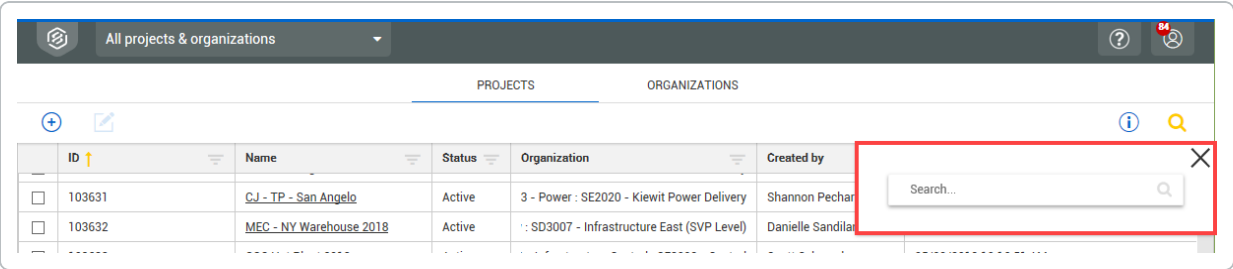 All projects & organizations
84
PROJECTS ORGANIZATIONS
ID Name Status Organization Created by
Search...
103631 CJ - TP - San Angelo Active 3 - Power : SE2020 - Kiewit Power Delivery Shannon Pechar
103632 MEC - NY Warehouse 2018 Active : SD3007 - Infrastructure East (SVP Level) Danielle Sandilar